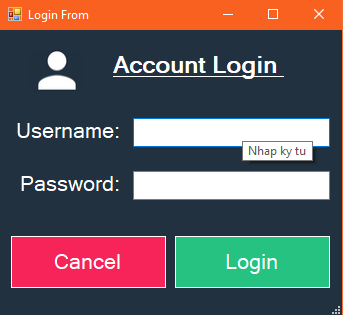 Login From
Account Login
Username:
Nhap ky tu
Password:
Cancel
Login